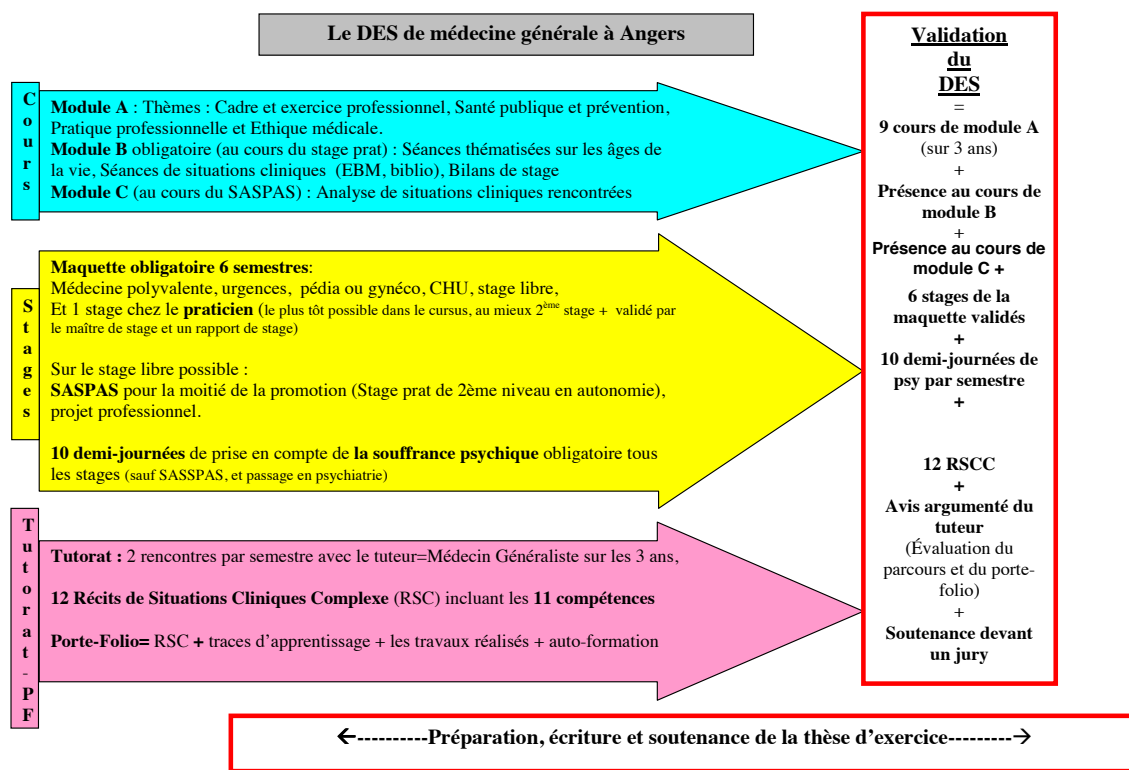 Le DES de médecine générale à Angers
Cours
Module A : Thèmes : Cadre et exercice professionnel, Santé publique et prévention,
Pratique professionnelle et Ethique médicale.
Module B obligatoire (au cours du stage prat) : Séances thématisées sur les âges de
la vie, Séances de situations cliniques (EBM, biblio), Bilans de stage
Module C (au cours du SASPAS) : Analyse de situations cliniques rencontrées
Stages
Maquette obligatoire 6 semestres:
Médecine polyvalente, urgences, pédia ou gynéco, CHU, stage libre,
Et 1 stage chez le praticien (le plus tôt possible dans le cursus, au mieux 2ème stage + validé par
le maître de stage et un rapport de stage)
Sur le stage libre possible :
SASPAS pour la moitié de la promotion (Stage prat de 2ème niveau en autonomie),
projet professionnel.
10 demi-journées de prise en compte de la souffrance psychique obligatoire tous
les stages (sauf SASSPAS, et passage en psychiatrie)
Tutorat-PF
Tutorat : 2 rencontres par semestre avec le tuteur=Médecin Généraliste sur les 3 ans,
12 Récits de Situations Cliniques Complexe (RSC) incluant les 11 compétences
Porte-Folio= RSC + traces d'apprentissage + les travaux réalisés + auto-formation
Validation
du
DES
=
9 cours de module A
(sur 3 ans)
+
Présence au cours de
module B
+
Présence au cours de
module C +
6 stages de la
maquette validés
+
10 demi-journées de
psy par semestre
+
12 RSCC
+
Avis argumenté du
tuteur
(Évaluation du
parcours et du porte-
folio)
+
Soutenance devant
un jury
←----------Préparation, écriture et soutenance de la thèse d'exercice--------→